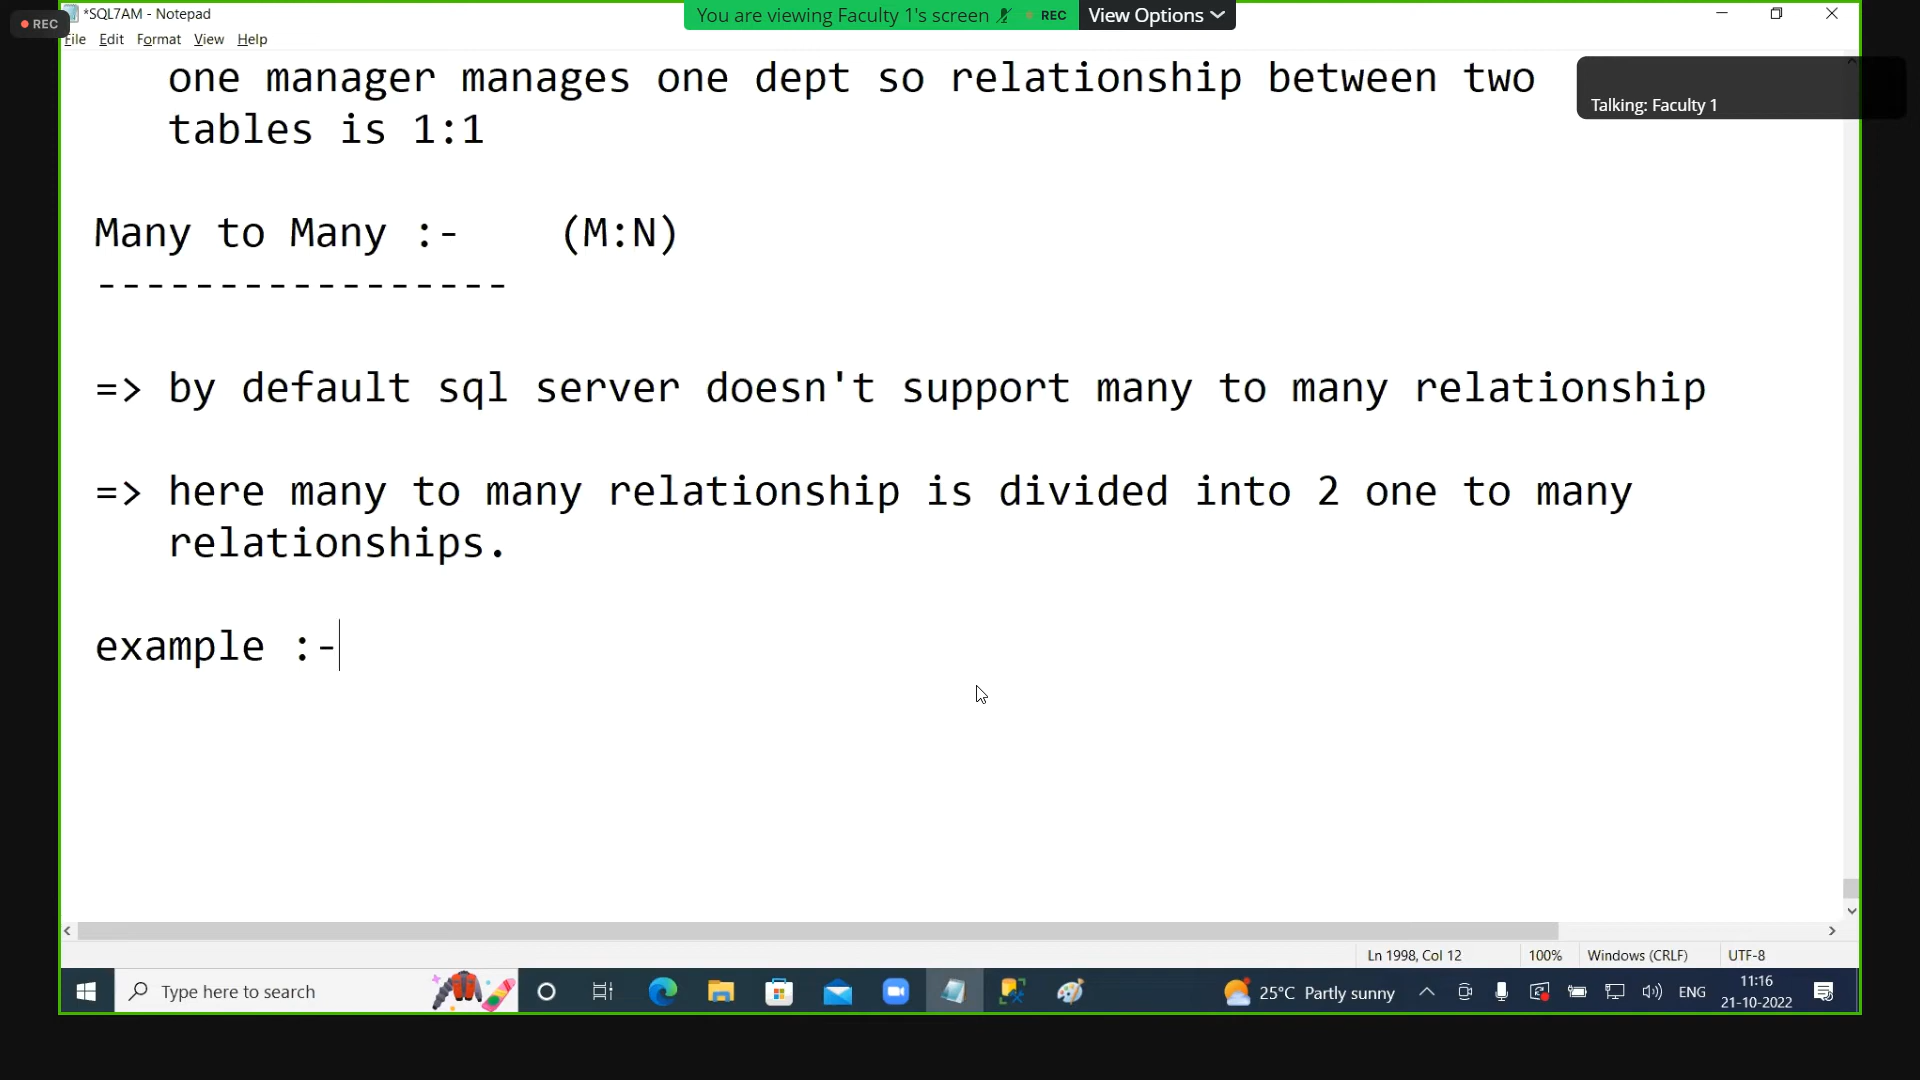 REC
*SQL7AM - Notepad
You are viewing Faculty 1's screen
REC
View Options
File Edit Format View Help
Talking: Faculty 1
one manager manages one dept so relationship between two
tables is 1:1
Many to Many :- (M:N)
-----------------
=> by default sql server doesn't support many to many relationship
=> here many to many relationship is divided into 2 one to many
relationships.
example :-
Ln 1998, Col 12 100% Windows (CRLF) UTF-8
Type here to search
25°C Partly sunny
ENG
11:16
21-10-2022